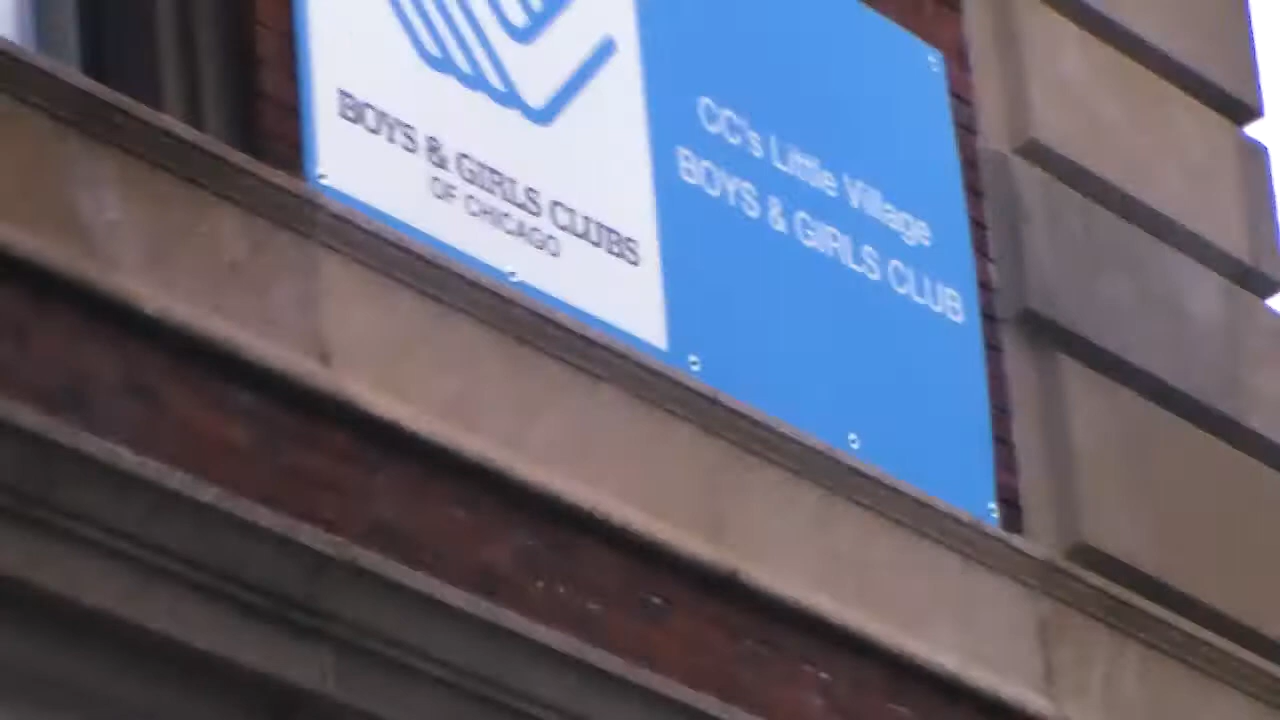 BOYS & GIRLS CLUBS
OF CHICAGO
CC's Little Village
BOYS & GIRLS CLUB